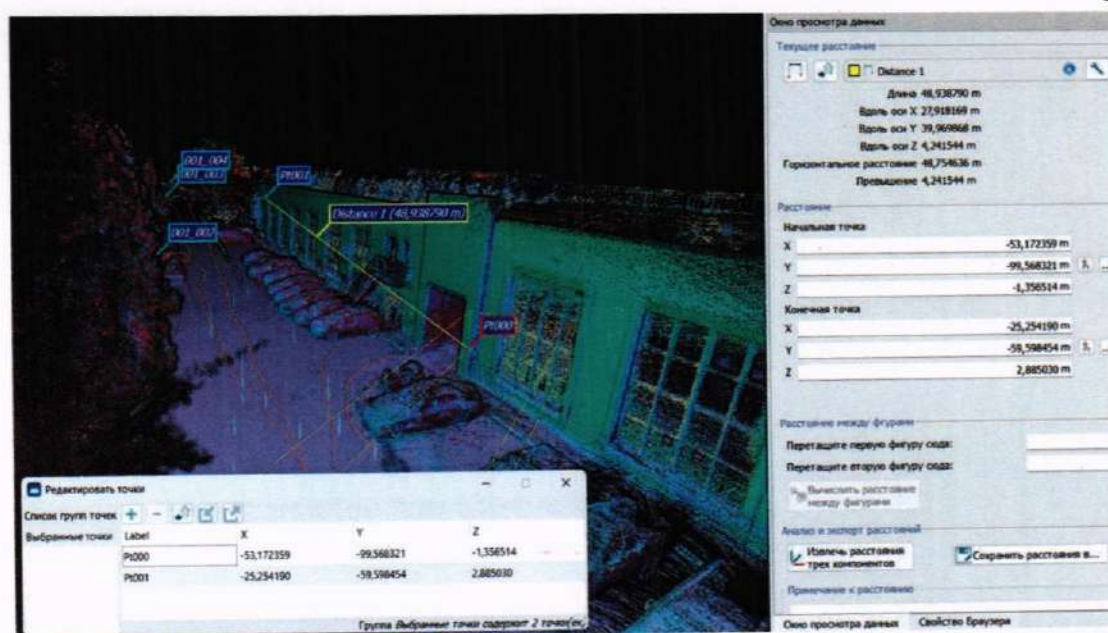 Окно просмотра данных
Текущее расстояние
Distance 1
Длина 48,938790 m
Вдоль оси X 27,918169 m
Вдоль оси Y 39,969868 m
Вдоль оси Z 4,241544 m
Горизонтальное расстояние 48,754636 m
Превышение 4,241544 m
Расстояние
Начальная точка
X -53,172359 m
Y -99,568321 m
Z -1,356514 m
Конечная точка
X -25,254190 m
Y -59,598454 m
Z 2,885030 m
Расстояние между фгурами
Перетащите первую фигуру сюда:
Перетащите вторую фигуру сюда:
Вычислить расстояние
между фигурами
Анализ и экспорт расстояний
Извлечь расстояния
трех компонентов
Сохранить расстояния в...
Примечание к расстоянию
Окно просмотра данных Свойство Браузера
001_004
001_003
Pt001
Distance 1 (48,938790 m)
001_002
Pt000
Редактировать точки
Список групп точек
Выбранные точки Label X Y Z
Pt000 -53,172359 -99,568321 -1,356514
Pt001 -25,254190 -59,598454 2,885030
Группа Выбранные точки содержит 2 точки(ек